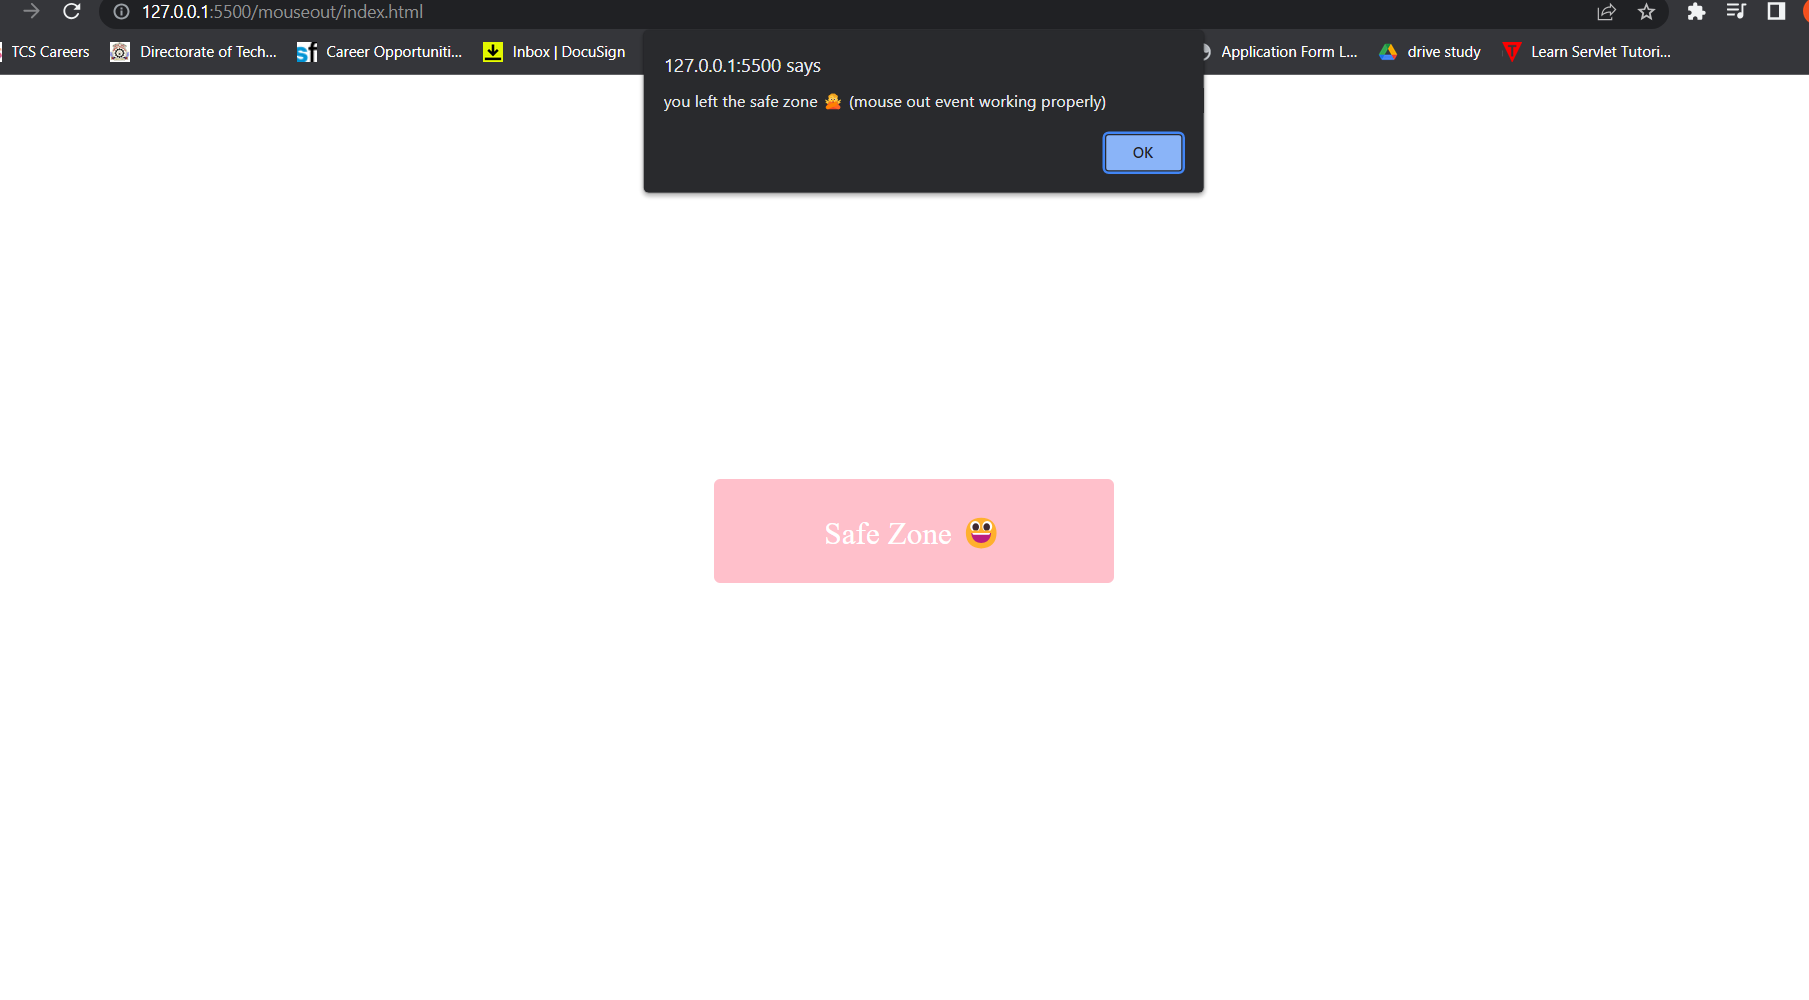 127.0.0.1:5500/mouseout/index.html
TCS Careers Directorate of Tech... Career Opportuniti... Inbox | DocuSign Application Form L... drive study Learn Servlet Tutori...
127.0.0.1:5500 says
you left the safe zone 🙅 (mouse out event working properly)
OK
Safe Zone 😃